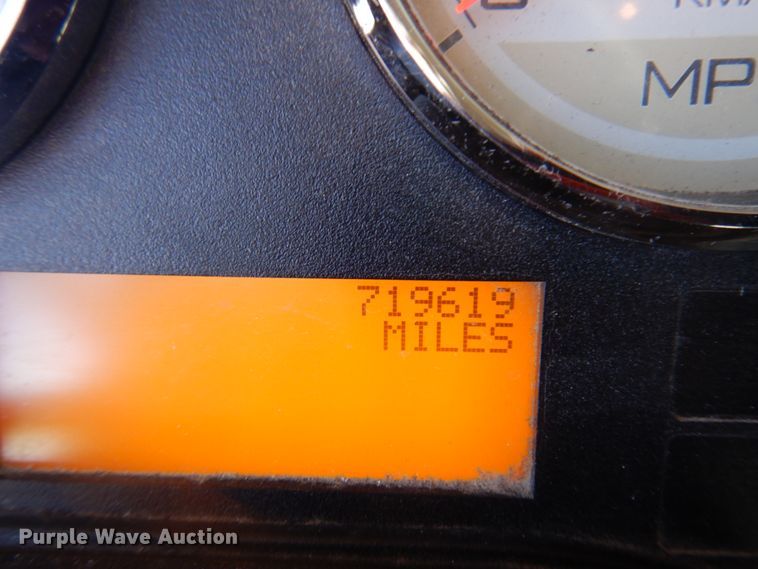 MP
719619
MILES
Purple Wave Auction